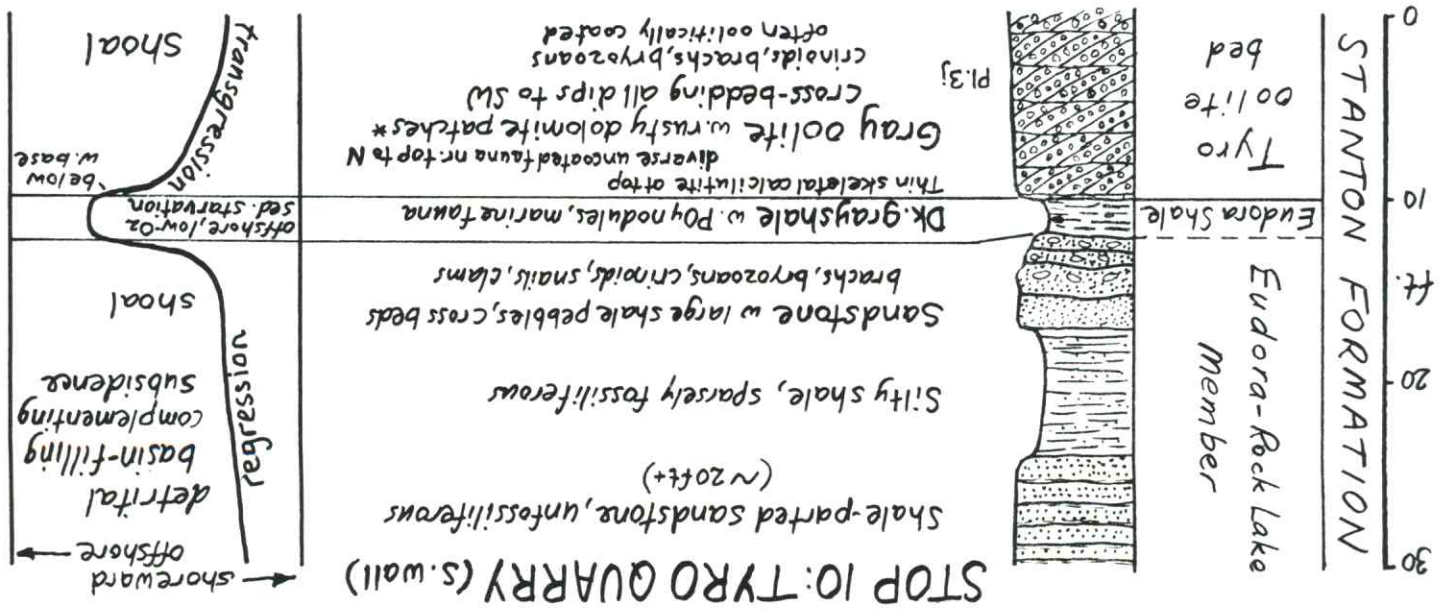 STOP 10: TYRO QUARRY (s. wall)
shoreward
offshore
30
20
ft.
10
0
STANTON FORMATION
Eudora-Rock Lake
member
Eudora Shale
Tyro
oolite
bed
Shale-parted sandstone, unfossiliferous
(~20ft+)
Silty shale, sparsely fossiliferous
Sandstone w large shale pebbles, cross beds
brachs, bryozoans, crinoids, snails, clams
Dk. gray shale w. PO4 nodules, marine fauna
Thin skeletal calcilutite at top
diverse uncoated fauna nr. top to N
Gray oolite w. rusty dolomite patches*
cross-bedding all dips to SW
crinoids, brachs, bryozoans
often oolitically coated
Pl. 3j
regression
detrital
basin-filling
complementing
subsidence
shoal
offshore, low-O2
sed. starvation
below
w. base
transgression
Shoal